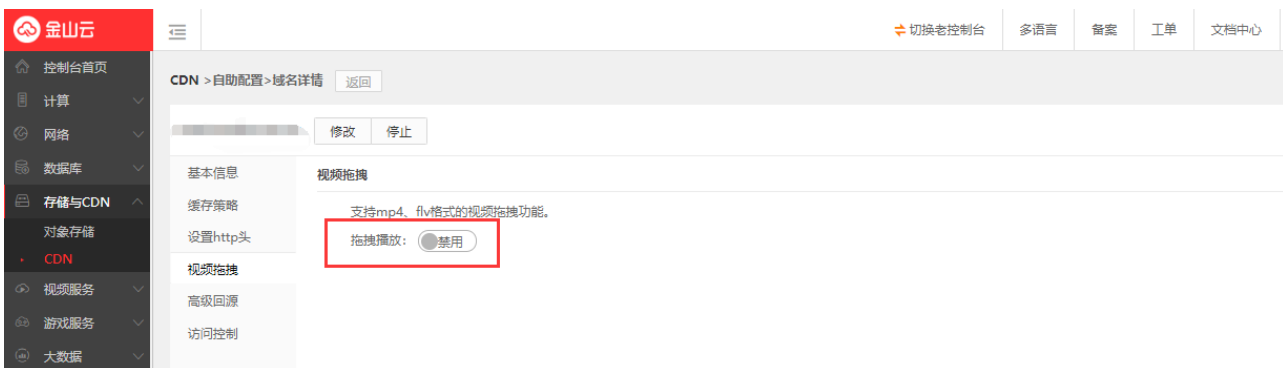 金山云
切换老控制台 多语言 备案 工单 文档中心
控制台首页
计算
网络
数据库
存储与CDN
对象存储
CDN
视频服务
游戏服务
大数据
CDN >自助配置>域名详情 返回
修改 停止
基本信息
缓存策略
设置http头
视频拖拽
高级回源
访问控制
视频拖拽
支持mp4、flv格式的视频拖拽功能。
拖拽播放： 禁用